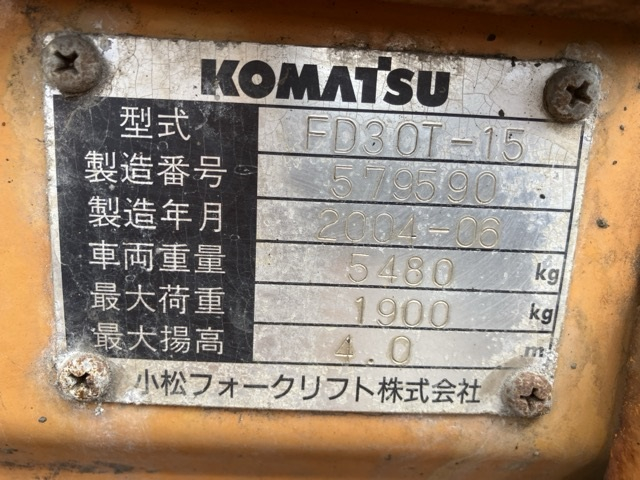 KOMATSU
型式 FD30T-15
製造番号 579590
製造年月 2004-06
車両重量 5480 kg
最大荷重 1900 kg
最大揚高 4.0 m
小松フォークリフト株式会社